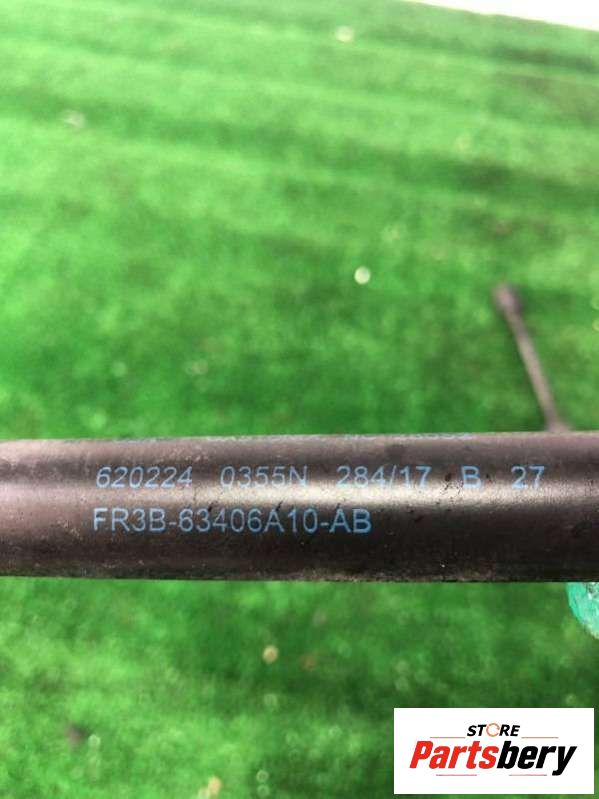 620224 0355N 284/17 B 27
FR3B-63406A10-AB
STORE
Partsbery